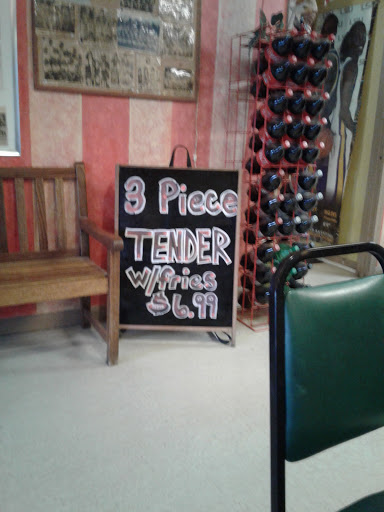 3 Piece
TENDER
w/fries
$6.99